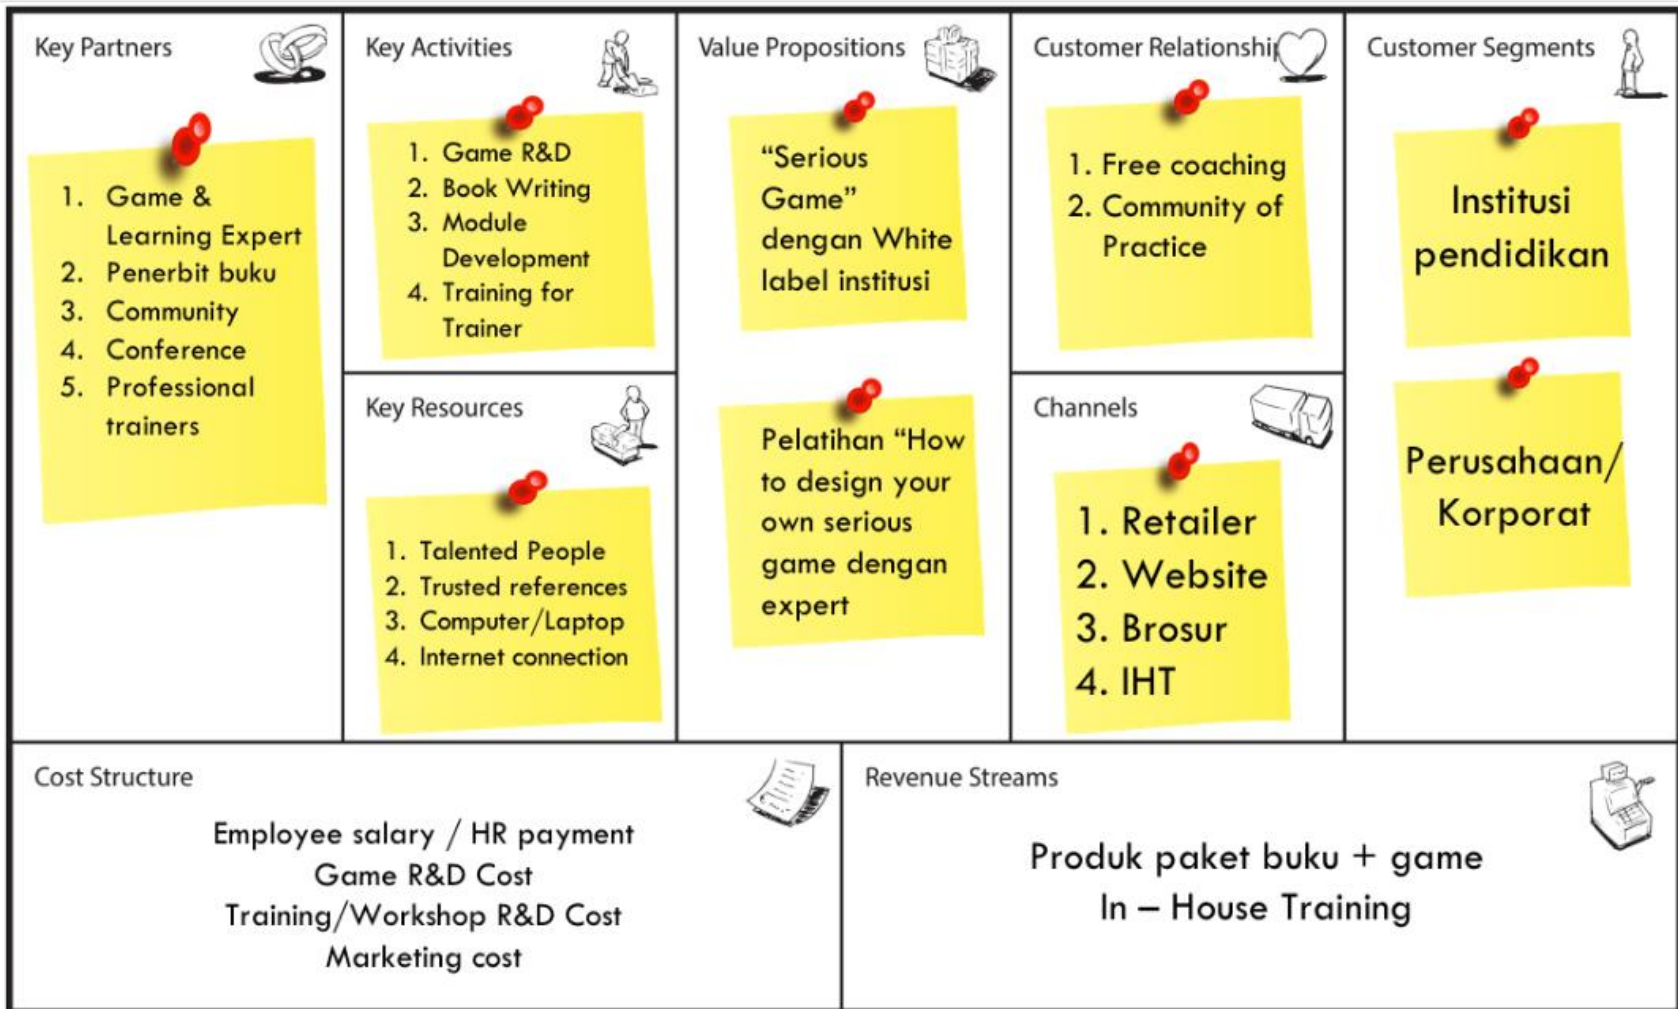 Key Partners
1. Game &
Learning Expert
2. Penerbit buku
3. Community
4. Conference
5. Professional
trainers
Key Activities
1. Game R&D
2. Book Writing
3. Module
Development
4. Training for
Trainer
Key Resources
1. Talented People
2. Trusted references
3. Computer/Laptop
4. Internet connection
Value Propositions
“Serious
Game”
dengan White
label institusi
Pelatihan “How
to design your
own serious
game dengan
expert
Customer Relationship
1. Free coaching
2. Community of
Practice
Channels
1. Retailer
2. Website
3. Brosur
4. IHT
Customer Segments
Institusi
pendidikan
Perusahaan/
Korporat
Cost Structure
Employee salary / HR payment
Game R&D Cost
Training/Workshop R&D Cost
Marketing cost
Revenue Streams
Produk paket buku + game
In – House Training